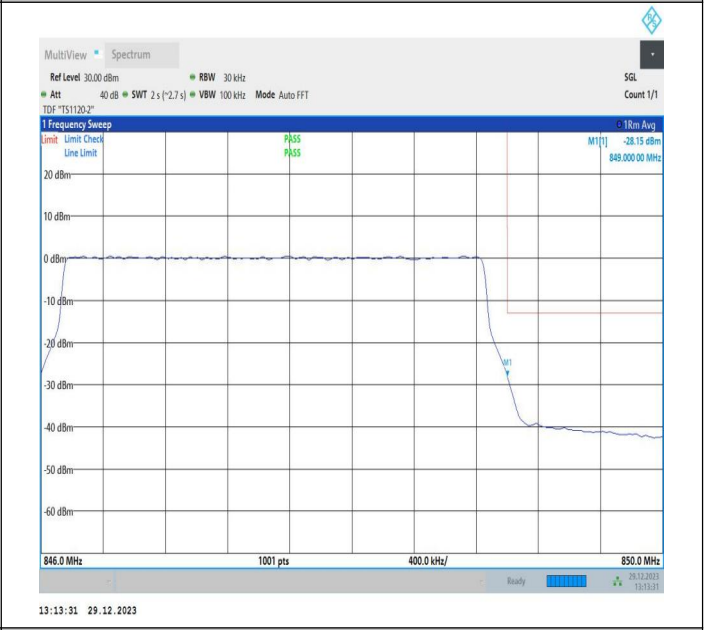 R&S
MultiView Spectrum
Ref Level 30.00 dBm RBW 30 kHz SGL
Att 40 dB SWT 2 s (~2.7 s) VBW 100 kHz Mode Auto FFT Count 1/1
TDF "TS1120-2"
1 Frequency Sweep 1Rm Avg
Limit Limit Check PASS M1[1] -28.15 dBm
Line Limit PASS 849.000 00 MHz
20 dBm
10 dBm
0 dBm
-10 dBm
-20 dBm
M1
-30 dBm
-40 dBm
-50 dBm
-60 dBm
846.0 MHz 1001 pts 400.0 kHz/ 850.0 MHz
Ready 29.12.2023
13:13:31
13:13:31 29.12.2023